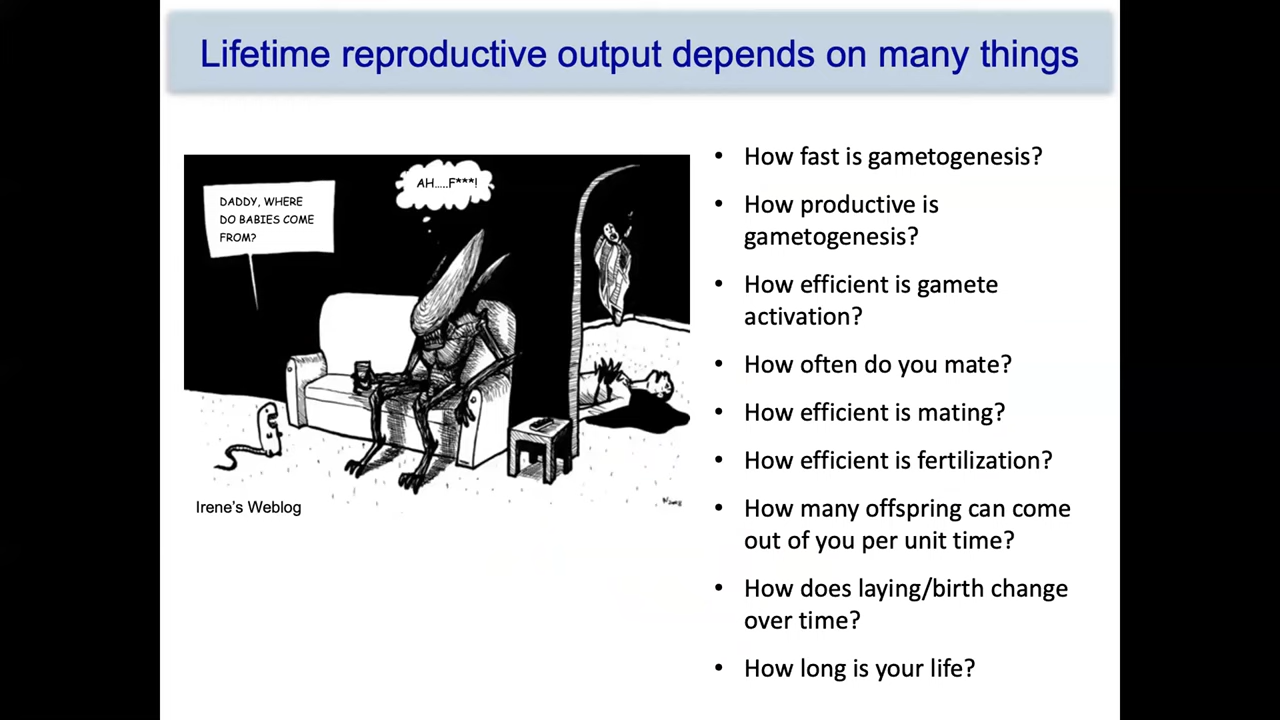 Lifetime reproductive output depends on many things
DADDY, WHERE
DO BABIES COME
FROM?
AH.....F***!
Irene's Weblog
• How fast is gametogenesis?
• How productive is
gametogenesis?
• How efficient is gamete
activation?
• How often do you mate?
• How efficient is mating?
• How efficient is fertilization?
• How many offspring can come
out of you per unit time?
• How does laying/birth change
over time?
• How long is your life?